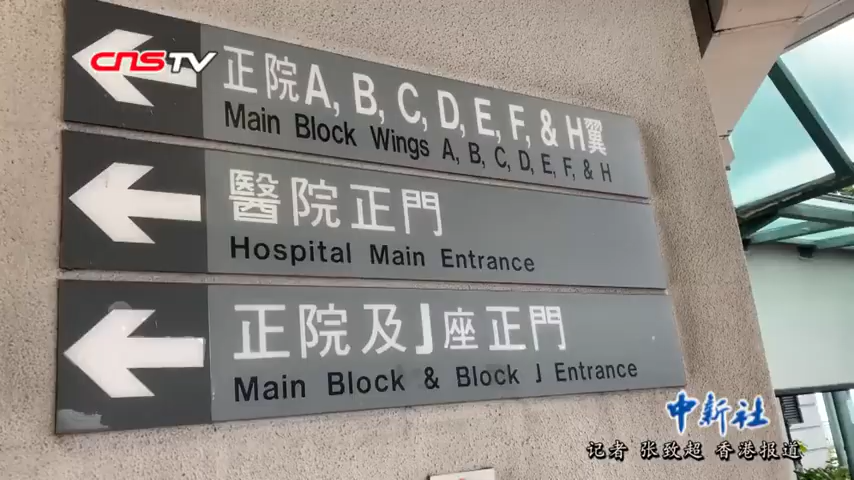 CNSTV
正院A, B, C, D, E, F, & H翼
Main Block Wings A, B, C, D, E, F, & H
醫院正門
Hospital Main Entrance
正院及J座正門
Main Block & Block J Entrance
中新社
记者 张致超 香港报道